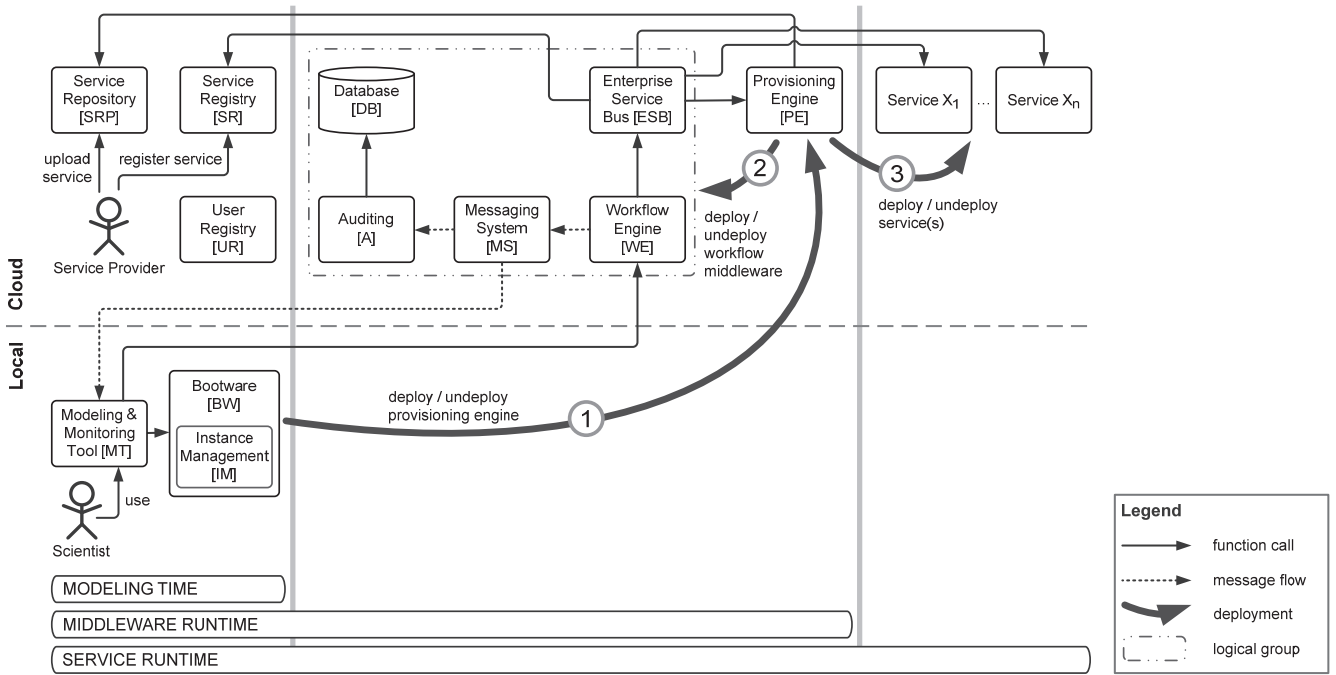 Service
Repository
[SRP]
Service
Registry
[SR]
Database
[DB]
Enterprise
Service
Bus [ESB]
Provisioning
Engine
[PE]
Service X1
...
Service Xn
upload
service
register service
2
3
User
Registry
[UR]
Auditing
[A]
Messaging
System
[MS]
Workflow
Engine
[WE]
deploy /
undeploy
workflow
middleware
deploy / undeploy
service(s)
Service Provider
Cloud
Local
Bootware
[BW]
Instance
Management
[IM]
deploy / undeploy
provisioning engine
1
Modeling &
Monitoring
Tool [MT]
use
Scientist
Legend
function call
message flow
deployment
logical group
MODELING TIME
MIDDLEWARE RUNTIME
SERVICE RUNTIME